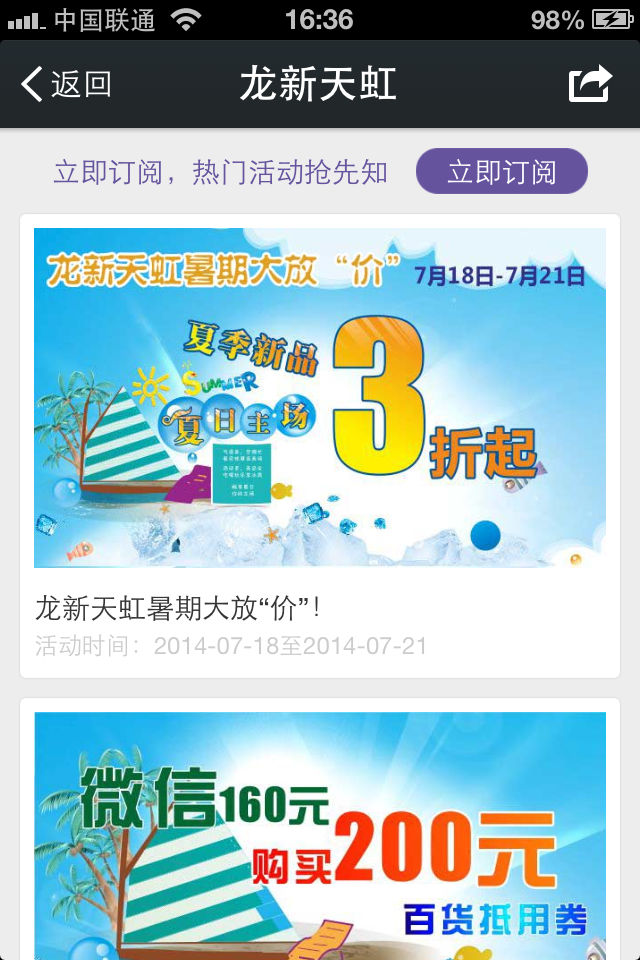 中国联通 16:36 98%
返回 龙新天虹
立即订阅，热门活动抢先知 立即订阅
龙新天虹暑期大放“价” 7月18日-7月21日
夏季新品
SUMMER
夏日主场
3折起
龙新天虹暑期大放“价”！
活动时间：2014-07-18至2014-07-21
微信160元
购买200元
百货抵用券